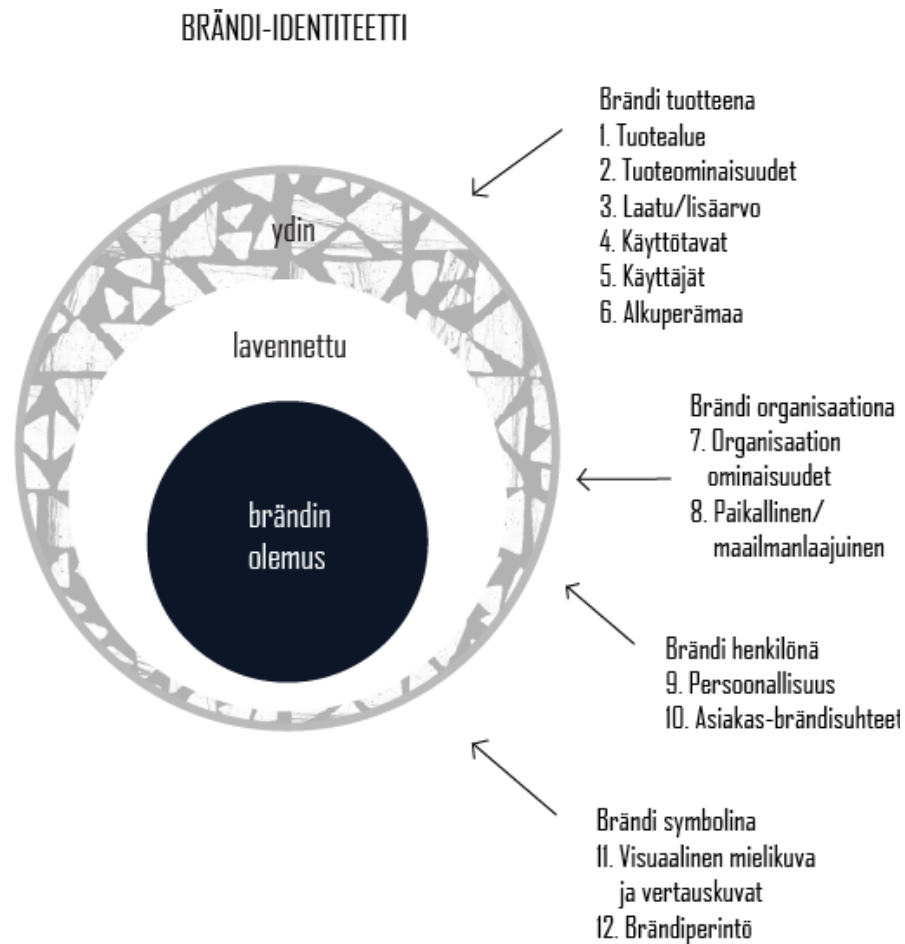 BRÄNDI-IDENTITEETTI
Brändi tuotteena
1. Tuotealue
2. Tuoteominaisuudet
3. Laatu/lisäarvo
4. Käyttötavat
5. Käyttäjät
6. Alkuperämaa
ydin
lavennettu
brändin
olemus
Brändi organisaationa
7. Organisaation
ominaisuudet
8. Paikallinen/
maailmanlaajuinen
Brändi henkilönä
9. Persoonallisuus
10. Asiakas-brändisuhteet
Brändi symbolina
11. Visuaalinen mielikuva
ja vertauskuvat
12. Brändiperintö